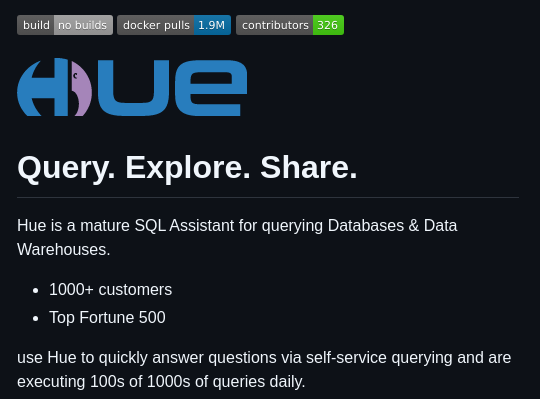 build no builds docker pulls 1.9M contributors 326
HUE
Query. Explore. Share.
Hue is a mature SQL Assistant for querying Databases & Data
Warehouses.
• 1000+ customers
• Top Fortune 500
use Hue to quickly answer questions via self-service querying and are
executing 100s of 1000s of queries daily.